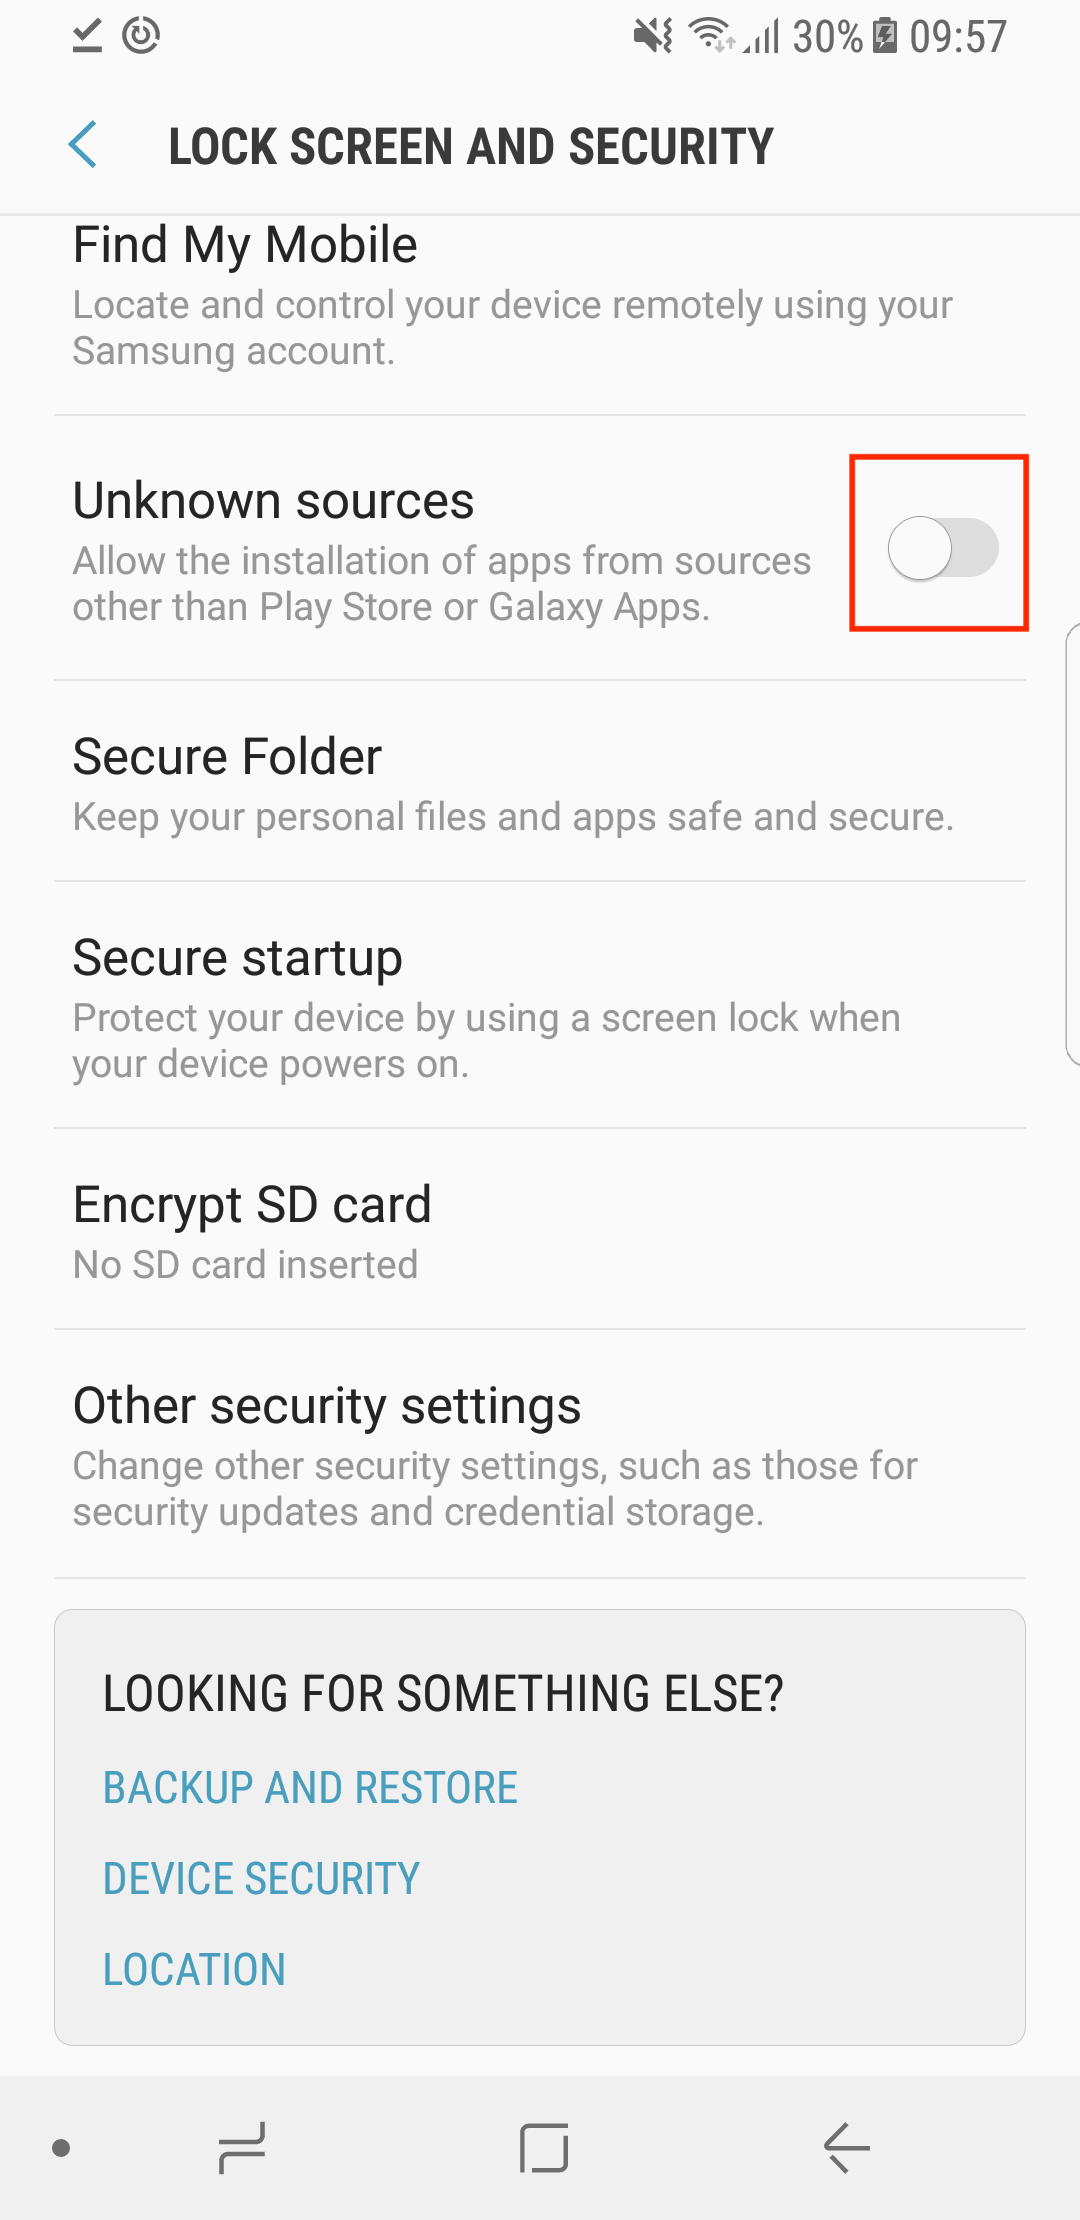 30% 09:57
LOCK SCREEN AND SECURITY
Find My Mobile
Locate and control your device remotely using your
Samsung account.
Unknown sources
Allow the installation of apps from sources
other than Play Store or Galaxy Apps.
Secure Folder
Keep your personal files and apps safe and secure.
Secure startup
Protect your device by using a screen lock when
your device powers on.
Encrypt SD card
No SD card inserted
Other security settings
Change other security settings, such as those for
security updates and credential storage.
LOOKING FOR SOMETHING ELSE?
BACKUP AND RESTORE
DEVICE SECURITY
LOCATION